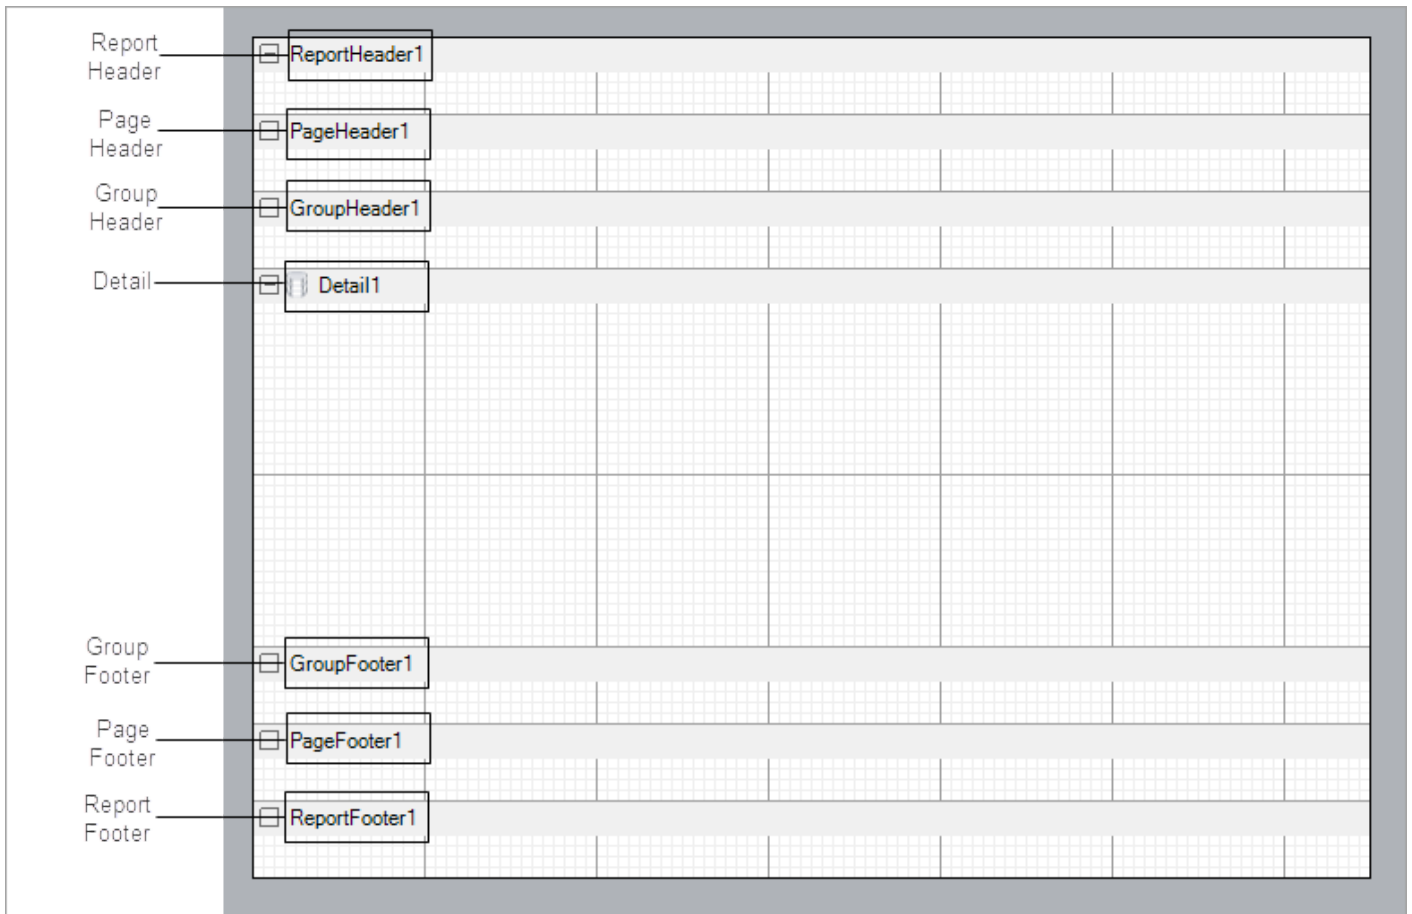 Report
Header
ReportHeader1
Page
Header
PageHeader1
Group
Header
GroupHeader1
Detail
Detail1
Group
Footer
GroupFooter1
Page
Footer
PageFooter1
Report
Footer
ReportFooter1